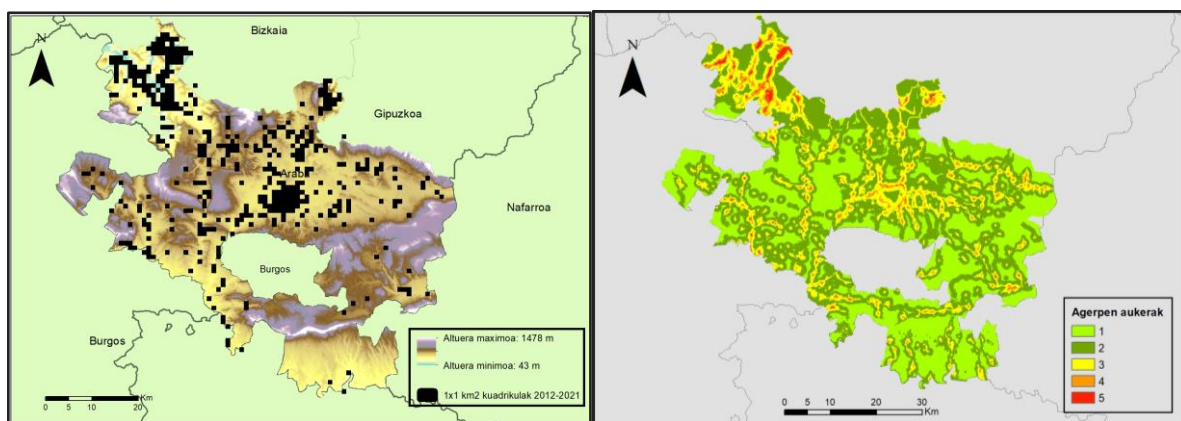 Bizkaia
N
Gipuzkoa
Araba
Nafarroa
Burgos
Burgos
Altuera maximoa: 1478 m
Altuera minimoa: 43 m
1x1 km2 kuadrikulak 2012-2021
0 5 10 20
Km
N
Agerpen aukerak
1
2
3
4
5
0 5 10 20 30
Km